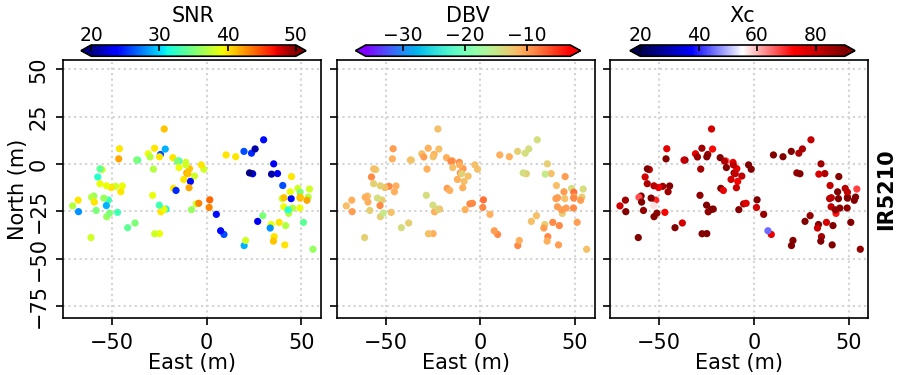 SNR DBV Xc
20 30 40 50 −30 −20 −10 20 40 60 80
50
25
0
−25
−50
−75
North (m)
−50 0 50 −50 0 50 −50 0 50
East (m) East (m) East (m)
IR5210